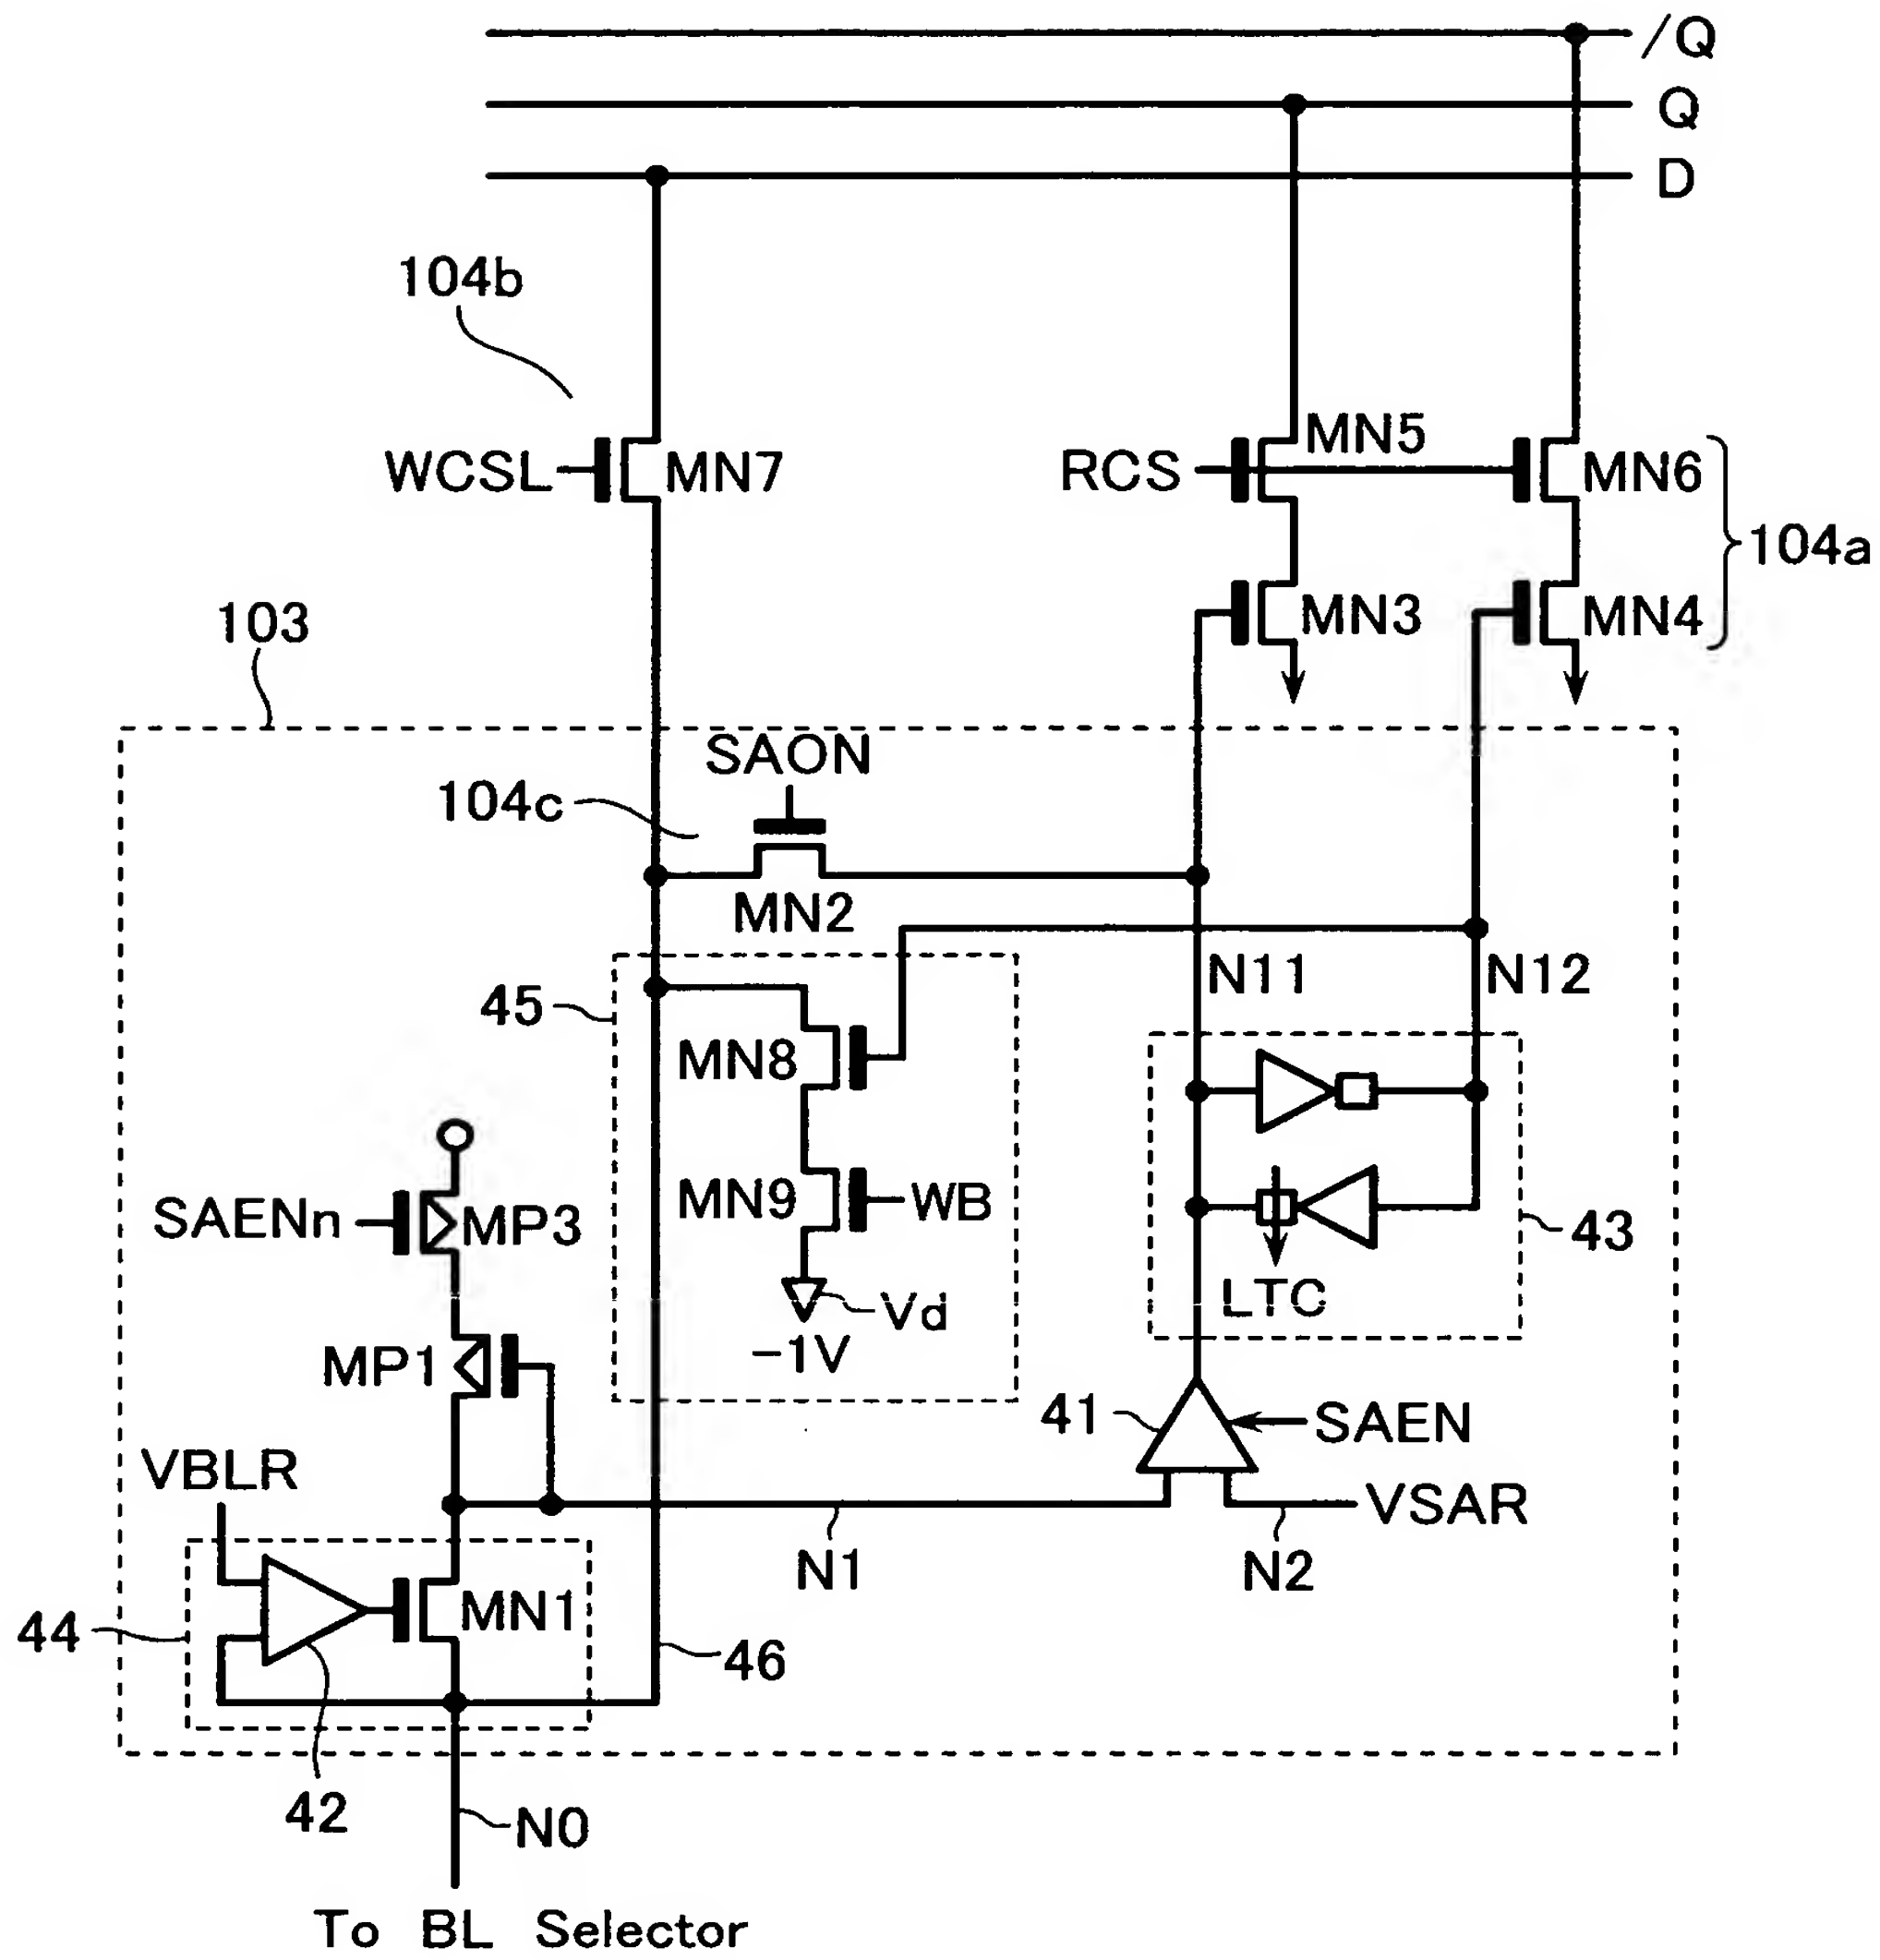 /Q
Q
D
104b
WCSL
MN7
RCS
MN5
MN6
104a
MN3
MN4
103
SAON
104c
MN2
N11
N12
45
MN8
MN9
WB
Vd
-1V
43
LTC
SAENn
MP3
MP1
41
SAEN
VBLR
VSAR
N1
N2
MN1
44
46
42
N0
To BL Selector